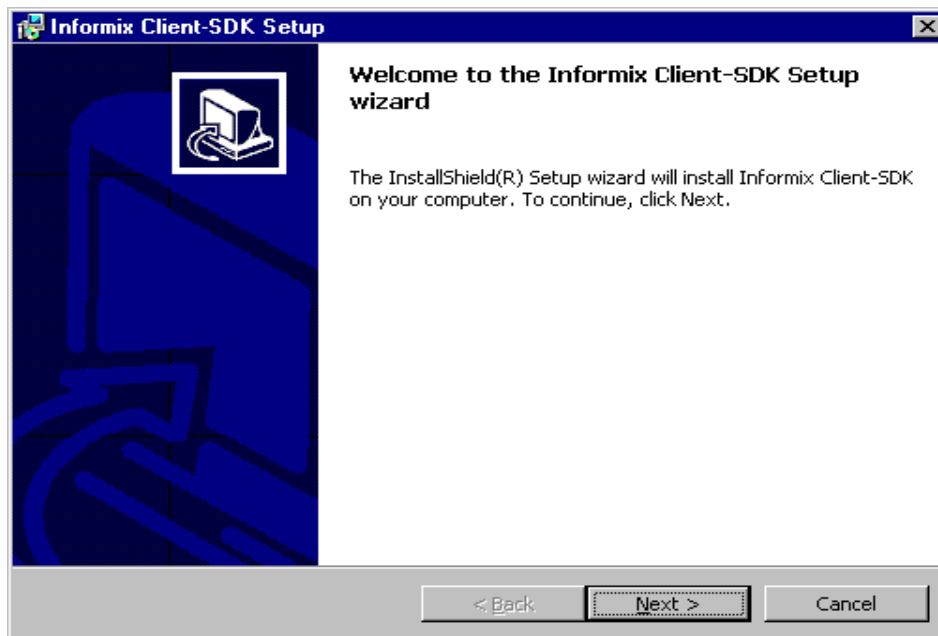 Informix Client-SDK Setup
Welcome to the Informix Client-SDK Setup
wizard
The InstallShield(R) Setup wizard will install Informix Client-SDK
on your computer. To continue, click Next.
< Back
Next >
Cancel